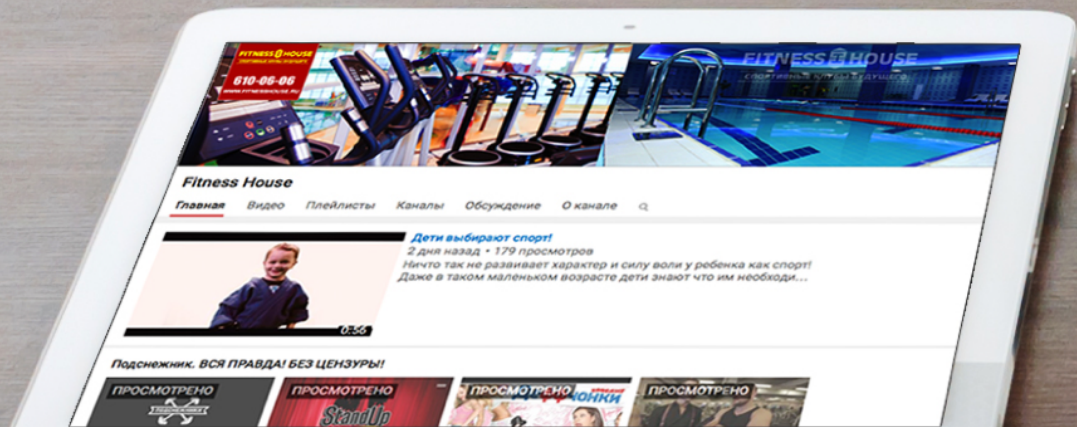 FITNESS HOUSE
610-06-06
WWW.FITNESSHOUSE.RU
FITNESS HOUSE
СПОРТИВНЫЕ КЛУБЫ БУДУЩЕГО
Fitness House
Главная Видео Плейлисты Каналы Обсуждение О канале
Дети выбирают спорт!
2 дня назад • 179 просмотров
Ничто так не развивает характер и силу воли у ребенка как спорт!
Даже в таком маленьком возрасте дети знают что им необходи...
0:56
Подснежник. ВСЯ ПРАВДА! БЕЗ ЦЕНЗУРЫ!
ПРОСМОТРЕНО ПРОСМОТРЕНО ПРОСМОТРЕНО ПРОСМОТРЕНО
StandUp